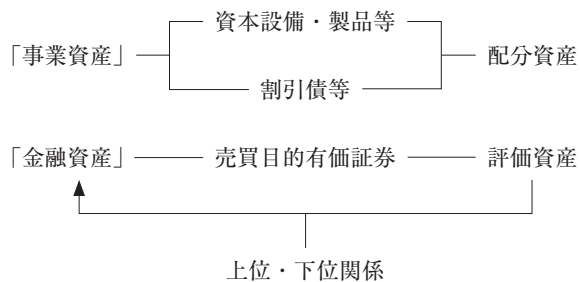 資本設備・製品等
「事業資産」
配分資産
割引債等
「金融資産」 売買目的有価証券 評価資産
上位・下位関係